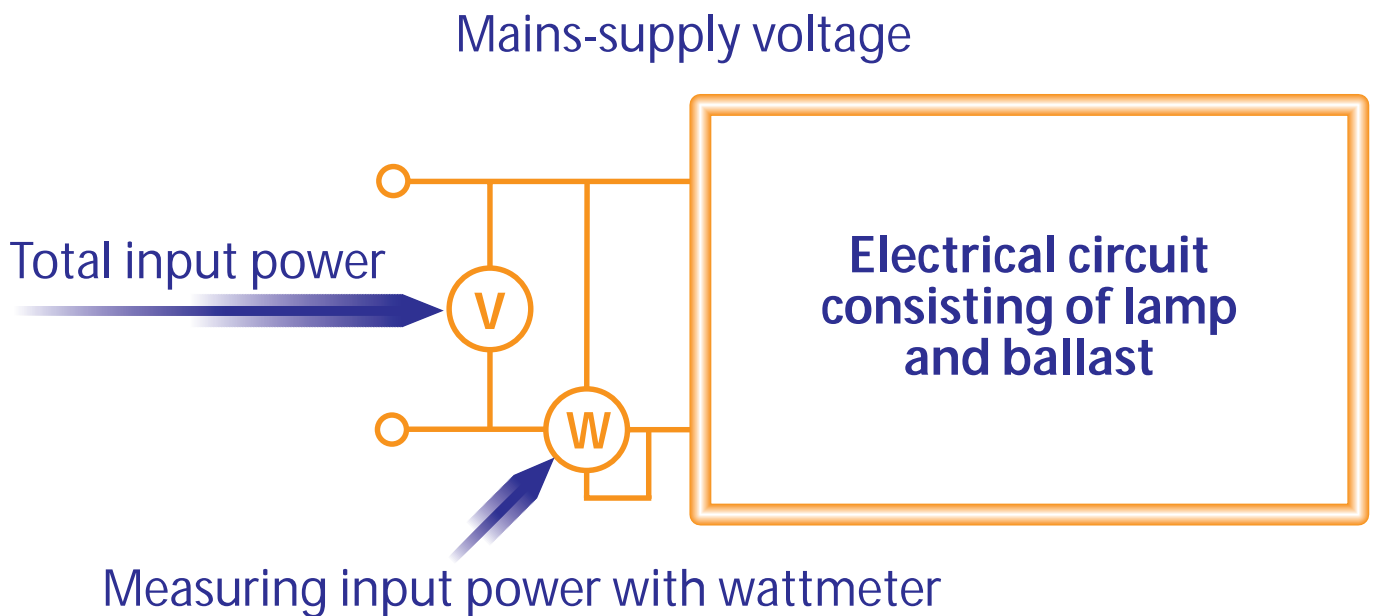 Mains-supply voltage
Total input power
V
Electrical circuit
consisting of lamp
and ballast
W
Measuring input power with wattmeter